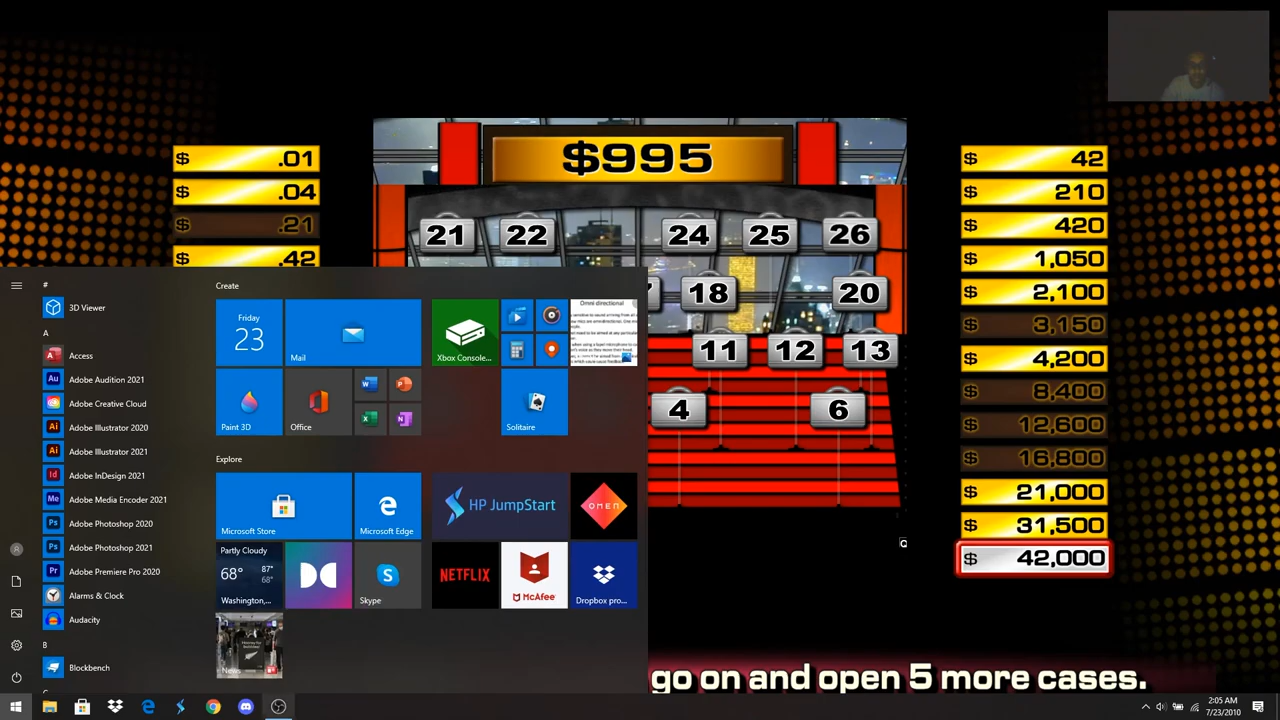 $995
$ .01
$ .04
$ .21
$ .42
$ 42
$ 210
$ 420
$ 1,050
$ 2,100
$ 3,150
$ 4,200
$ 8,400
$ 12,600
$ 16,800
$ 21,000
$ 31,500
$ 42,000
21 22 24 25 26
18 20
11 12 13
4 6
go on and open 5 more cases.
#
3D Viewer
A
Access
Adobe Audition 2021
Adobe Creative Cloud
Adobe Illustrator 2020
Adobe Illustrator 2021
Adobe InDesign 2021
Adobe Media Encoder 2021
Adobe Photoshop 2020
Adobe Photoshop 2021
Adobe Premiere Pro 2020
Alarms & Clock
Audacity
B
Blockbench
Create
Friday
23
Mail
Xbox Console...
Omni directional
Paint 3D
Office
Solitaire
Explore
Microsoft Store
Microsoft Edge
HP JumpStart
OMEN
Partly Cloudy
68° 87°
68°
Washington,...
Skype
NETFLIX
McAfee
Dropbox pro...
News
2:05 AM
7/23/2010